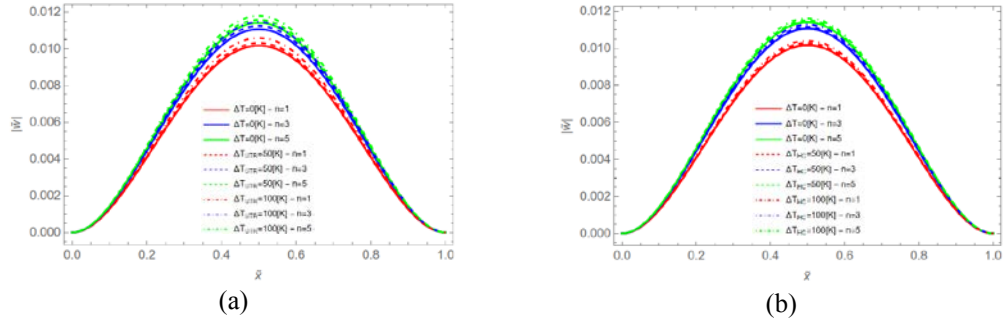 0.012
0.010
0.008
0.006
0.004
0.002
0.000
|w̃|
ΔT=0[K] – n=1
ΔT=0[K] – n=3
ΔT=0[K] – n=5
ΔT_UTR=50[K] – n=1
ΔT_UTR=50[K] – n=3
ΔT_UTR=50[K] – n=5
ΔT_UTR=100[K] – n=1
ΔT_UTR=100[K] – n=3
ΔT_UTR=100[K] – n=5
0.0 0.2 0.4 0.6 0.8 1.0
x̃
(a)
0.012
0.010
0.008
0.006
0.004
0.002
0.000
|w̃|
ΔT=0[K] – n=1
ΔT=0[K] – n=3
ΔT=0[K] – n=5
ΔT_HC=50[K] – n=1
ΔT_HC=50[K] – n=3
ΔT_HC=50[K] – n=5
ΔT_HC=100[K] – n=1
ΔT_HC=100[K] – n=3
ΔT_HC=100[K] – n=5
0.0 0.2 0.4 0.6 0.8 1.0
x̃
(b)